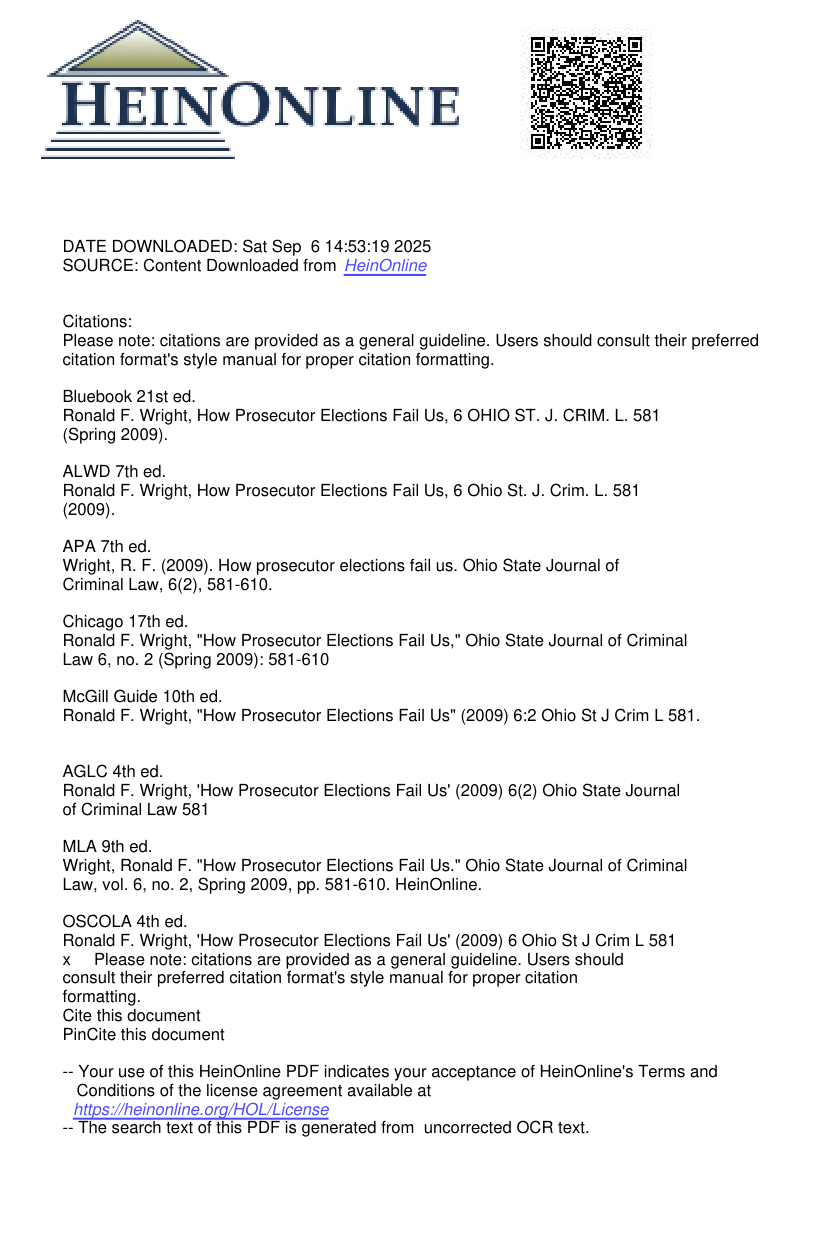 HEINONLINE
DATE DOWNLOADED: Sat Sep 6 14:53:19 2025
SOURCE: Content Downloaded from HeinOnline
Citations:
Please note: citations are provided as a general guideline. Users should consult their preferred
citation format's style manual for proper citation formatting.
Bluebook 21st ed.
Ronald F. Wright, How Prosecutor Elections Fail Us, 6 OHIO ST. J. CRIM. L. 581
(Spring 2009).
ALWD 7th ed.
Ronald F. Wright, How Prosecutor Elections Fail Us, 6 Ohio St. J. Crim. L. 581
(2009).
APA 7th ed.
Wright, R. F. (2009). How prosecutor elections fail us. Ohio State Journal of
Criminal Law, 6(2), 581-610.
Chicago 17th ed.
Ronald F. Wright, "How Prosecutor Elections Fail Us," Ohio State Journal of Criminal
Law 6, no. 2 (Spring 2009): 581-610
McGill Guide 10th ed.
Ronald F. Wright, "How Prosecutor Elections Fail Us" (2009) 6:2 Ohio St J Crim L 581.
AGLC 4th ed.
Ronald F. Wright, 'How Prosecutor Elections Fail Us' (2009) 6(2) Ohio State Journal
of Criminal Law 581
MLA 9th ed.
Wright, Ronald F. "How Prosecutor Elections Fail Us." Ohio State Journal of Criminal
Law, vol. 6, no. 2, Spring 2009, pp. 581-610. HeinOnline.
OSCOLA 4th ed.
Ronald F. Wright, 'How Prosecutor Elections Fail Us' (2009) 6 Ohio St J Crim L 581
x Please note: citations are provided as a general guideline. Users should
consult their preferred citation format's style manual for proper citation
formatting.
Cite this document
PinCite this document
-- Your use of this HeinOnline PDF indicates your acceptance of HeinOnline's Terms and
Conditions of the license agreement available at
https://heinonline.org/HOL/License
-- The search text of this PDF is generated from uncorrected OCR text.